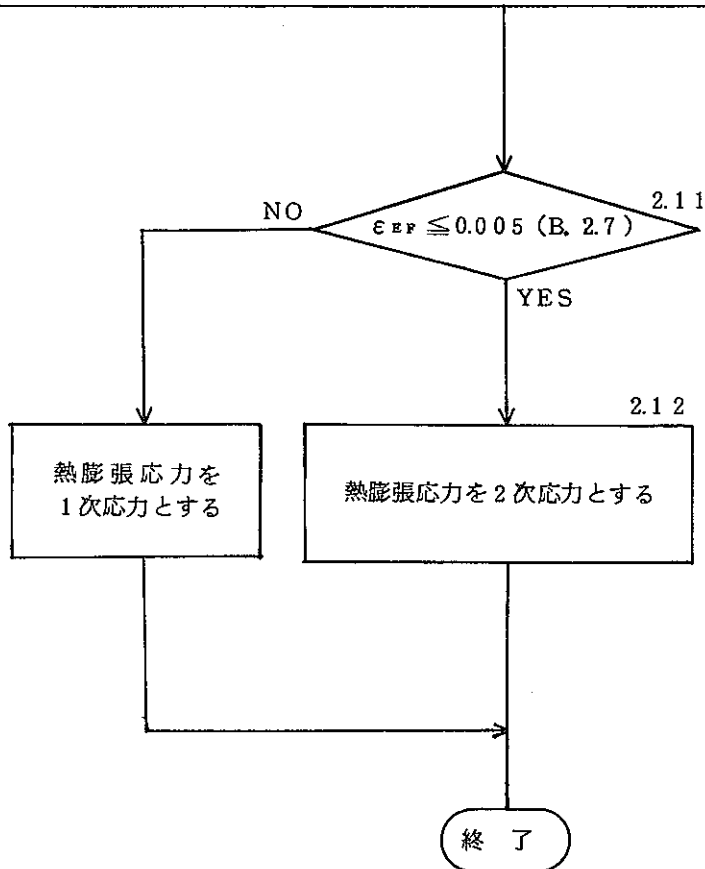 2.11
NO
εEF≦0.005 (B. 2.7)
YES
2.12
熱膨張応力を
1次応力とする
熱膨張応力を2次応力とする
終了